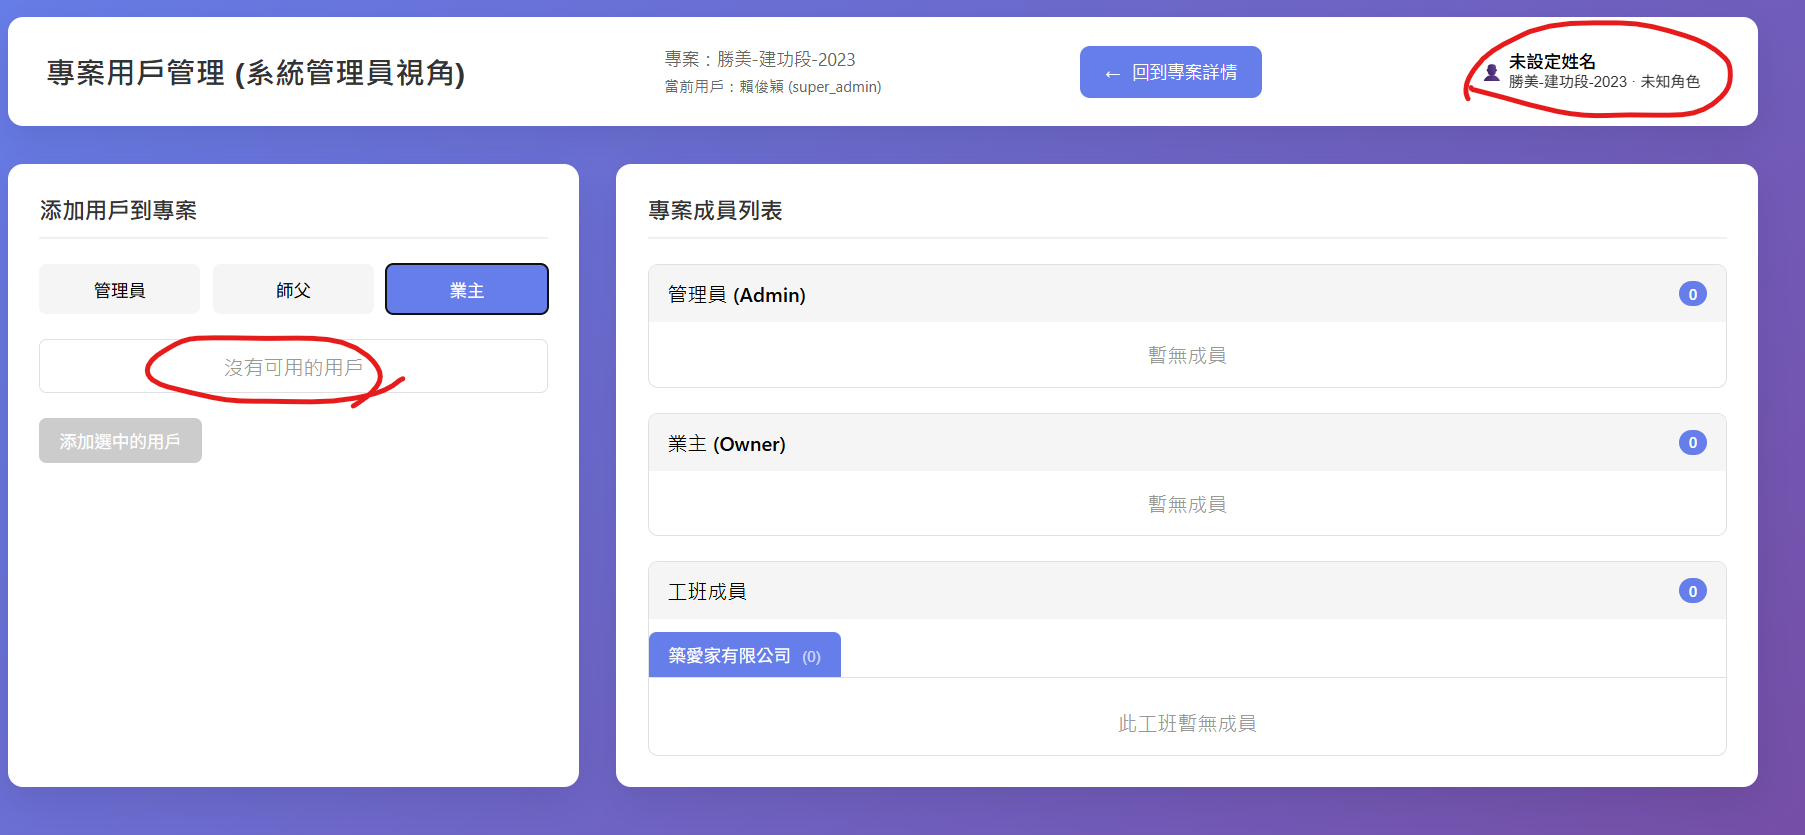 專案用戶管理 (系統管理員視角)
專案：勝美-建功段-2023
當前用戶：賴俊穎 (super_admin)
← 回到專案詳情
未設定姓名
勝美-建功段-2023 · 未知角色
添加用戶到專案
管理員
師父
業主
沒有可用的用戶
添加選中的用戶
專案成員列表
管理員 (Admin)
0
暫無成員
業主 (Owner)
0
暫無成員
工班成員
0
築愛家有限公司 (0)
此工班暫無成員